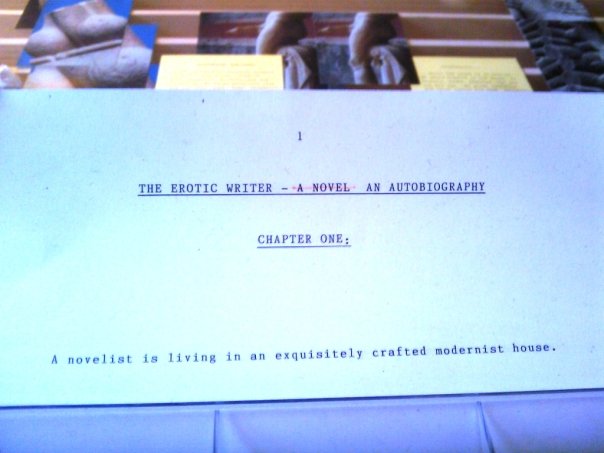 1
THE EROTIC WRITER - A NOVEL AN AUTOBIOGRAPHY
CHAPTER ONE:
A novelist is living in an exquisitely crafted modernist house.